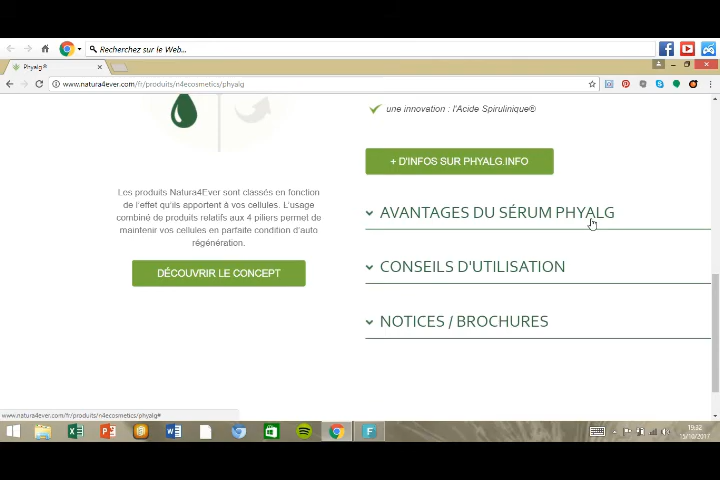 Recherchez sur le Web...
Phyalg®
www.natura4ever.com/fr/produits/n4ecosmetics/phyalg
une innovation : l'Acide Spirulinique®
+ D'INFOS SUR PHYALG.INFO
Les produits Natura4Ever sont classés en fonction
de l'effet qu'ils apportent à vos cellules. L'usage
combiné de produits relatifs aux 4 piliers permet de
maintenir vos cellules en parfaite condition d'auto
régénération.
DÉCOUVRIR LE CONCEPT
AVANTAGES DU SÉRUM PHYALG
CONSEILS D'UTILISATION
NOTICES / BROCHURES
www.natura4ever.com/fr/produits/n4ecosmetics/phyalg#
19:32
15/10/2017